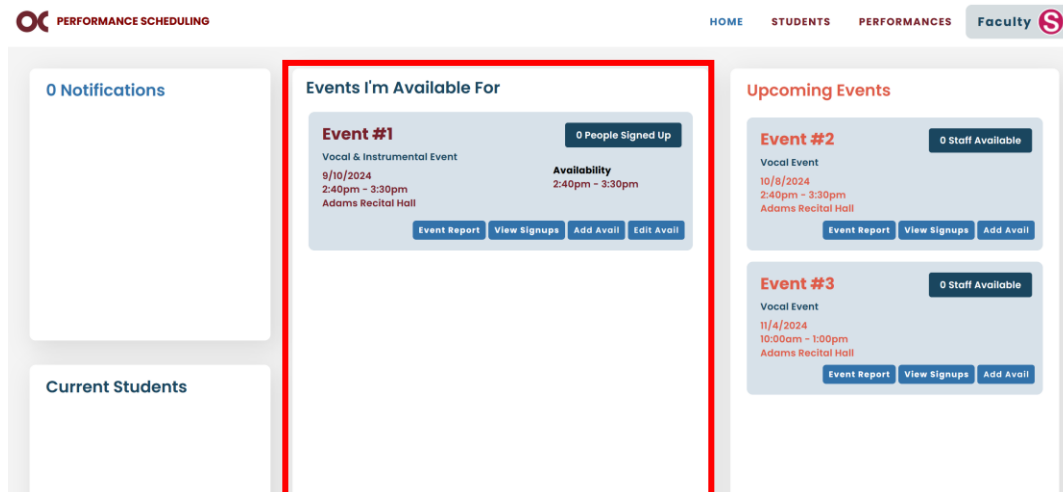 OC PERFORMANCE SCHEDULING
HOME STUDENTS PERFORMANCES Faculty S
0 Notifications
Current Students
Events I'm Available For
Event #1
0 People Signed Up
Vocal & Instrumental Event
9/10/2024
2:40pm - 3:30pm
Adams Recital Hall
Availability
2:40pm - 3:30pm
Event Report View Signups Add Avail Edit Avail
Upcoming Events
Event #2
0 Staff Available
Vocal Event
10/8/2024
2:40pm - 3:30pm
Adams Recital Hall
Event Report View Signups Add Avail
Event #3
0 Staff Available
Vocal Event
11/4/2024
10:00am - 1:00pm
Adams Recital Hall
Event Report View Signups Add Avail